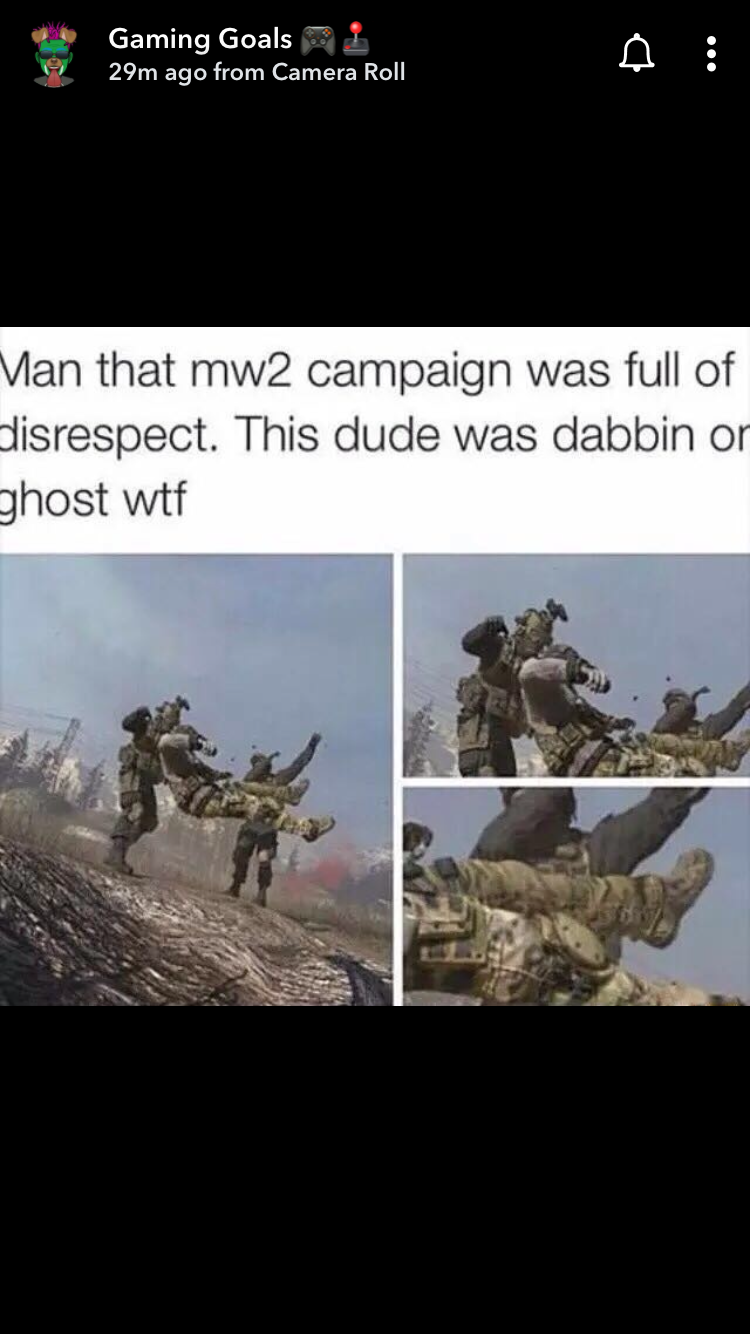 Gaming Goals 🎮🕹️
29m ago from Camera Roll
Man that mw2 campaign was full of
disrespect. This dude was dabbin or
ghost wtf